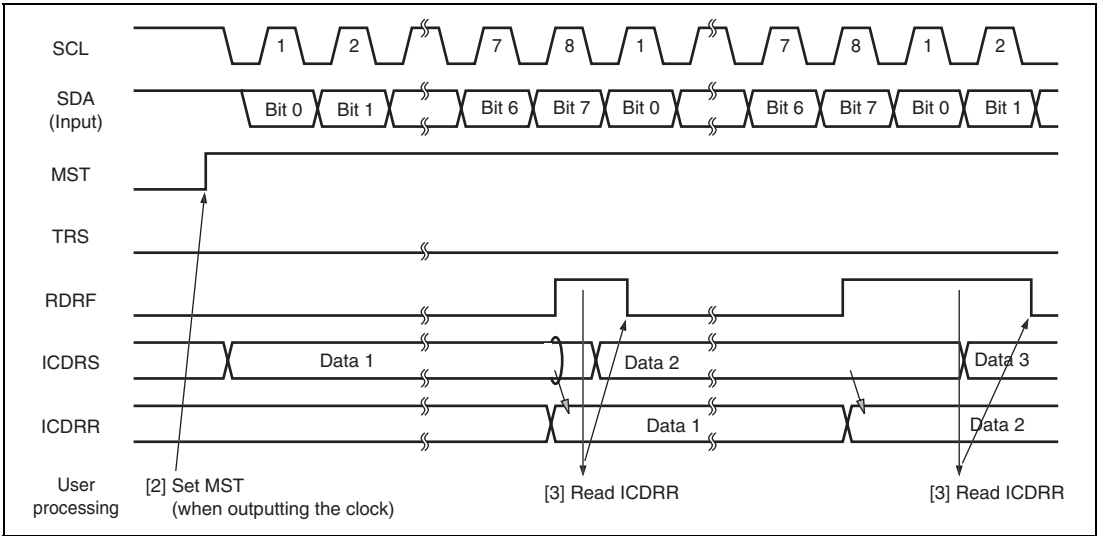 SCL 1 2 7 8 1 7 8 1 2
SDA
(Input)
Bit 0 Bit 1 Bit 6 Bit 7 Bit 0 Bit 6 Bit 7 Bit 0 Bit 1
MST
TRS
RDRF
ICDRS Data 1 Data 2 Data 3
ICDRR Data 1 Data 2
User
processing
[2] Set MST
(when outputting the clock)
[3] Read ICDRR
[3] Read ICDRR